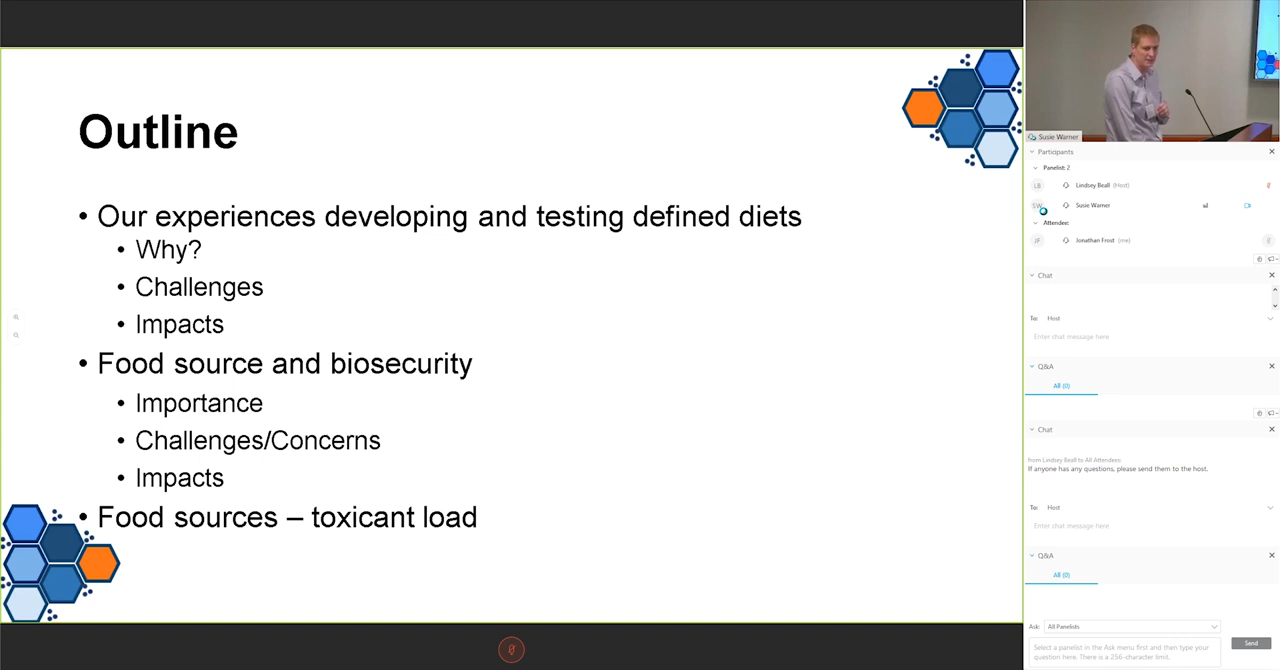 Outline
• Our experiences developing and testing defined diets
• Why?
• Challenges
• Impacts
• Food source and biosecurity
• Importance
• Challenges/Concerns
• Impacts
• Food sources – toxicant load
Susie Warner
Participants
Panelist: 2
LB Lindsey Beall (Host)
SW Susie Warner
Attendee:
JF Jonathan Frost (me)
Chat
To: Host
Enter chat message here
Q&A
All (0)
Chat
from Lindsey Beall to All Attendees:
If anyone has any questions, please send them to the host.
To: Host
Enter chat message here
Q&A
All (0)
Ask: All Panelists
Select a panelist in the Ask menu first and then type your
question here. There is a 256-character limit.
Send